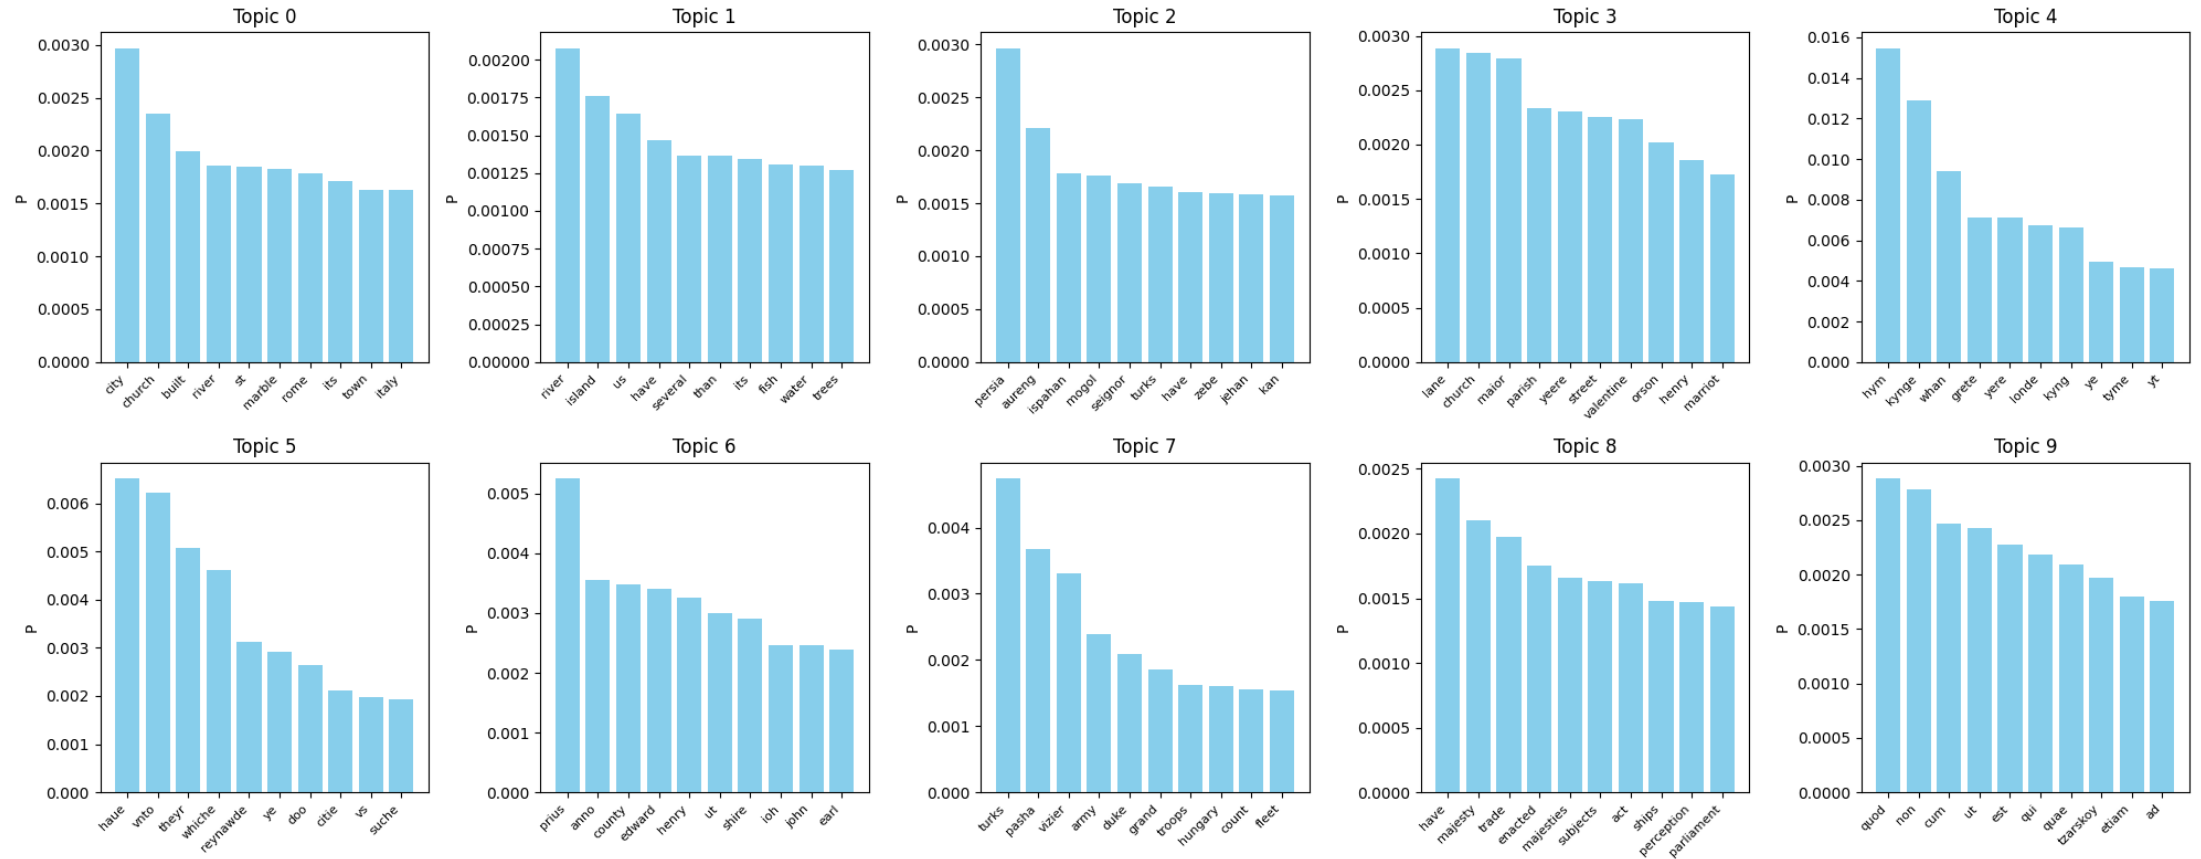 Topic 0
Topic 1
Topic 2
Topic 3
Topic 4
0.0030
0.0025
0.0020
0.0015
0.0010
0.0005
0.0000
P
city church built river st marble rome its town italy
0.00200
0.00175
0.00150
0.00125
0.00100
0.00075
0.00050
0.00025
0.00000
P
river island us have several than its fish water trees
0.0030
0.0025
0.0020
0.0015
0.0010
0.0005
0.0000
P
persia aureng ispahan mogol seignor turks have zebe jehan kan
0.0030
0.0025
0.0020
0.0015
0.0010
0.0005
0.0000
P
lane church maior parish yeere street valentine orson henry marriot
0.016
0.014
0.012
0.010
0.008
0.006
0.004
0.002
0.000
P
hym kynge whan grete yere londe kyng ye tyme yt
Topic 5
Topic 6
Topic 7
Topic 8
Topic 9
0.006
0.005
0.004
0.003
0.002
0.001
0.000
P
haue vnto theyr whiche reynawde ye doo citie vs suche
0.005
0.004
0.003
0.002
0.001
0.000
P
prius anno county edward henry ut shire ioh john earl
0.004
0.003
0.002
0.001
0.000
P
turks pasha vizier army duke grand troops hungary count fleet
0.0025
0.0020
0.0015
0.0010
0.0005
0.0000
P
have majesty trade enacted majesties subjects act ships perception parliament
0.0030
0.0025
0.0020
0.0015
0.0010
0.0005
0.0000
P
quod non cum ut est qui quae tzarskoy etiam ad